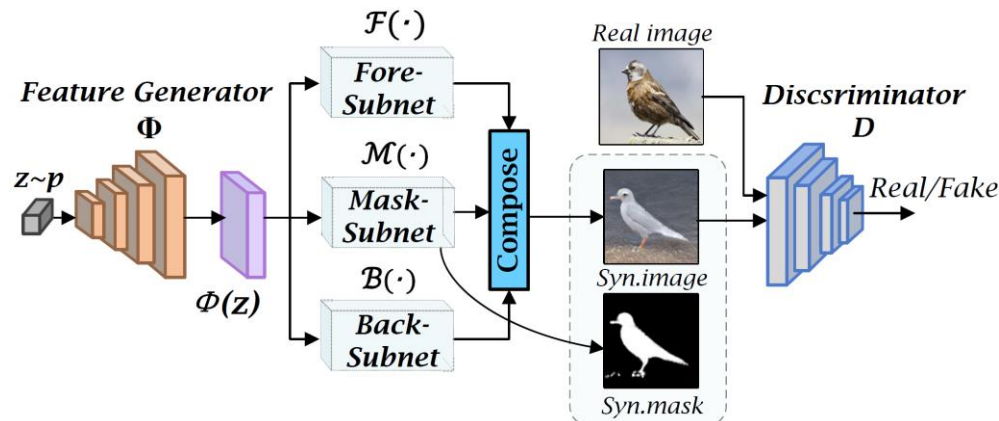 Feature Generator
Φ
z~p
Φ(z)
ℱ(·)
Fore-
Subnet
ℳ(·)
Mask-
Subnet
ℬ(·)
Back-
Subnet
Compose
Real image
Syn.image
Syn.mask
Discsriminator
D
Real/Fake